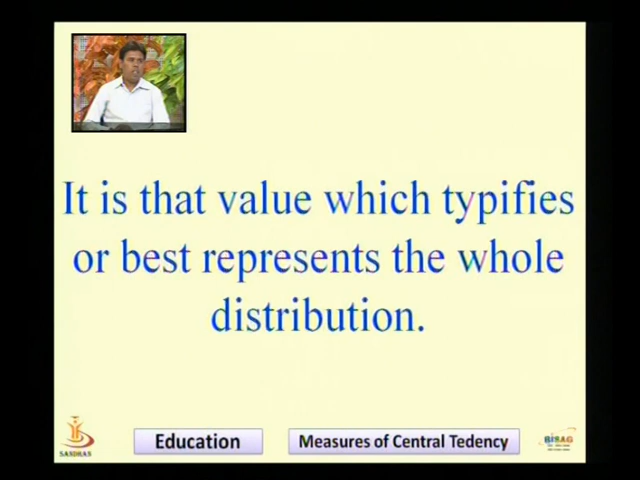 It is that value which typifies
or best represents the whole
distribution.
SANDHAN
Education
Measures of Central Tedency
BISAG